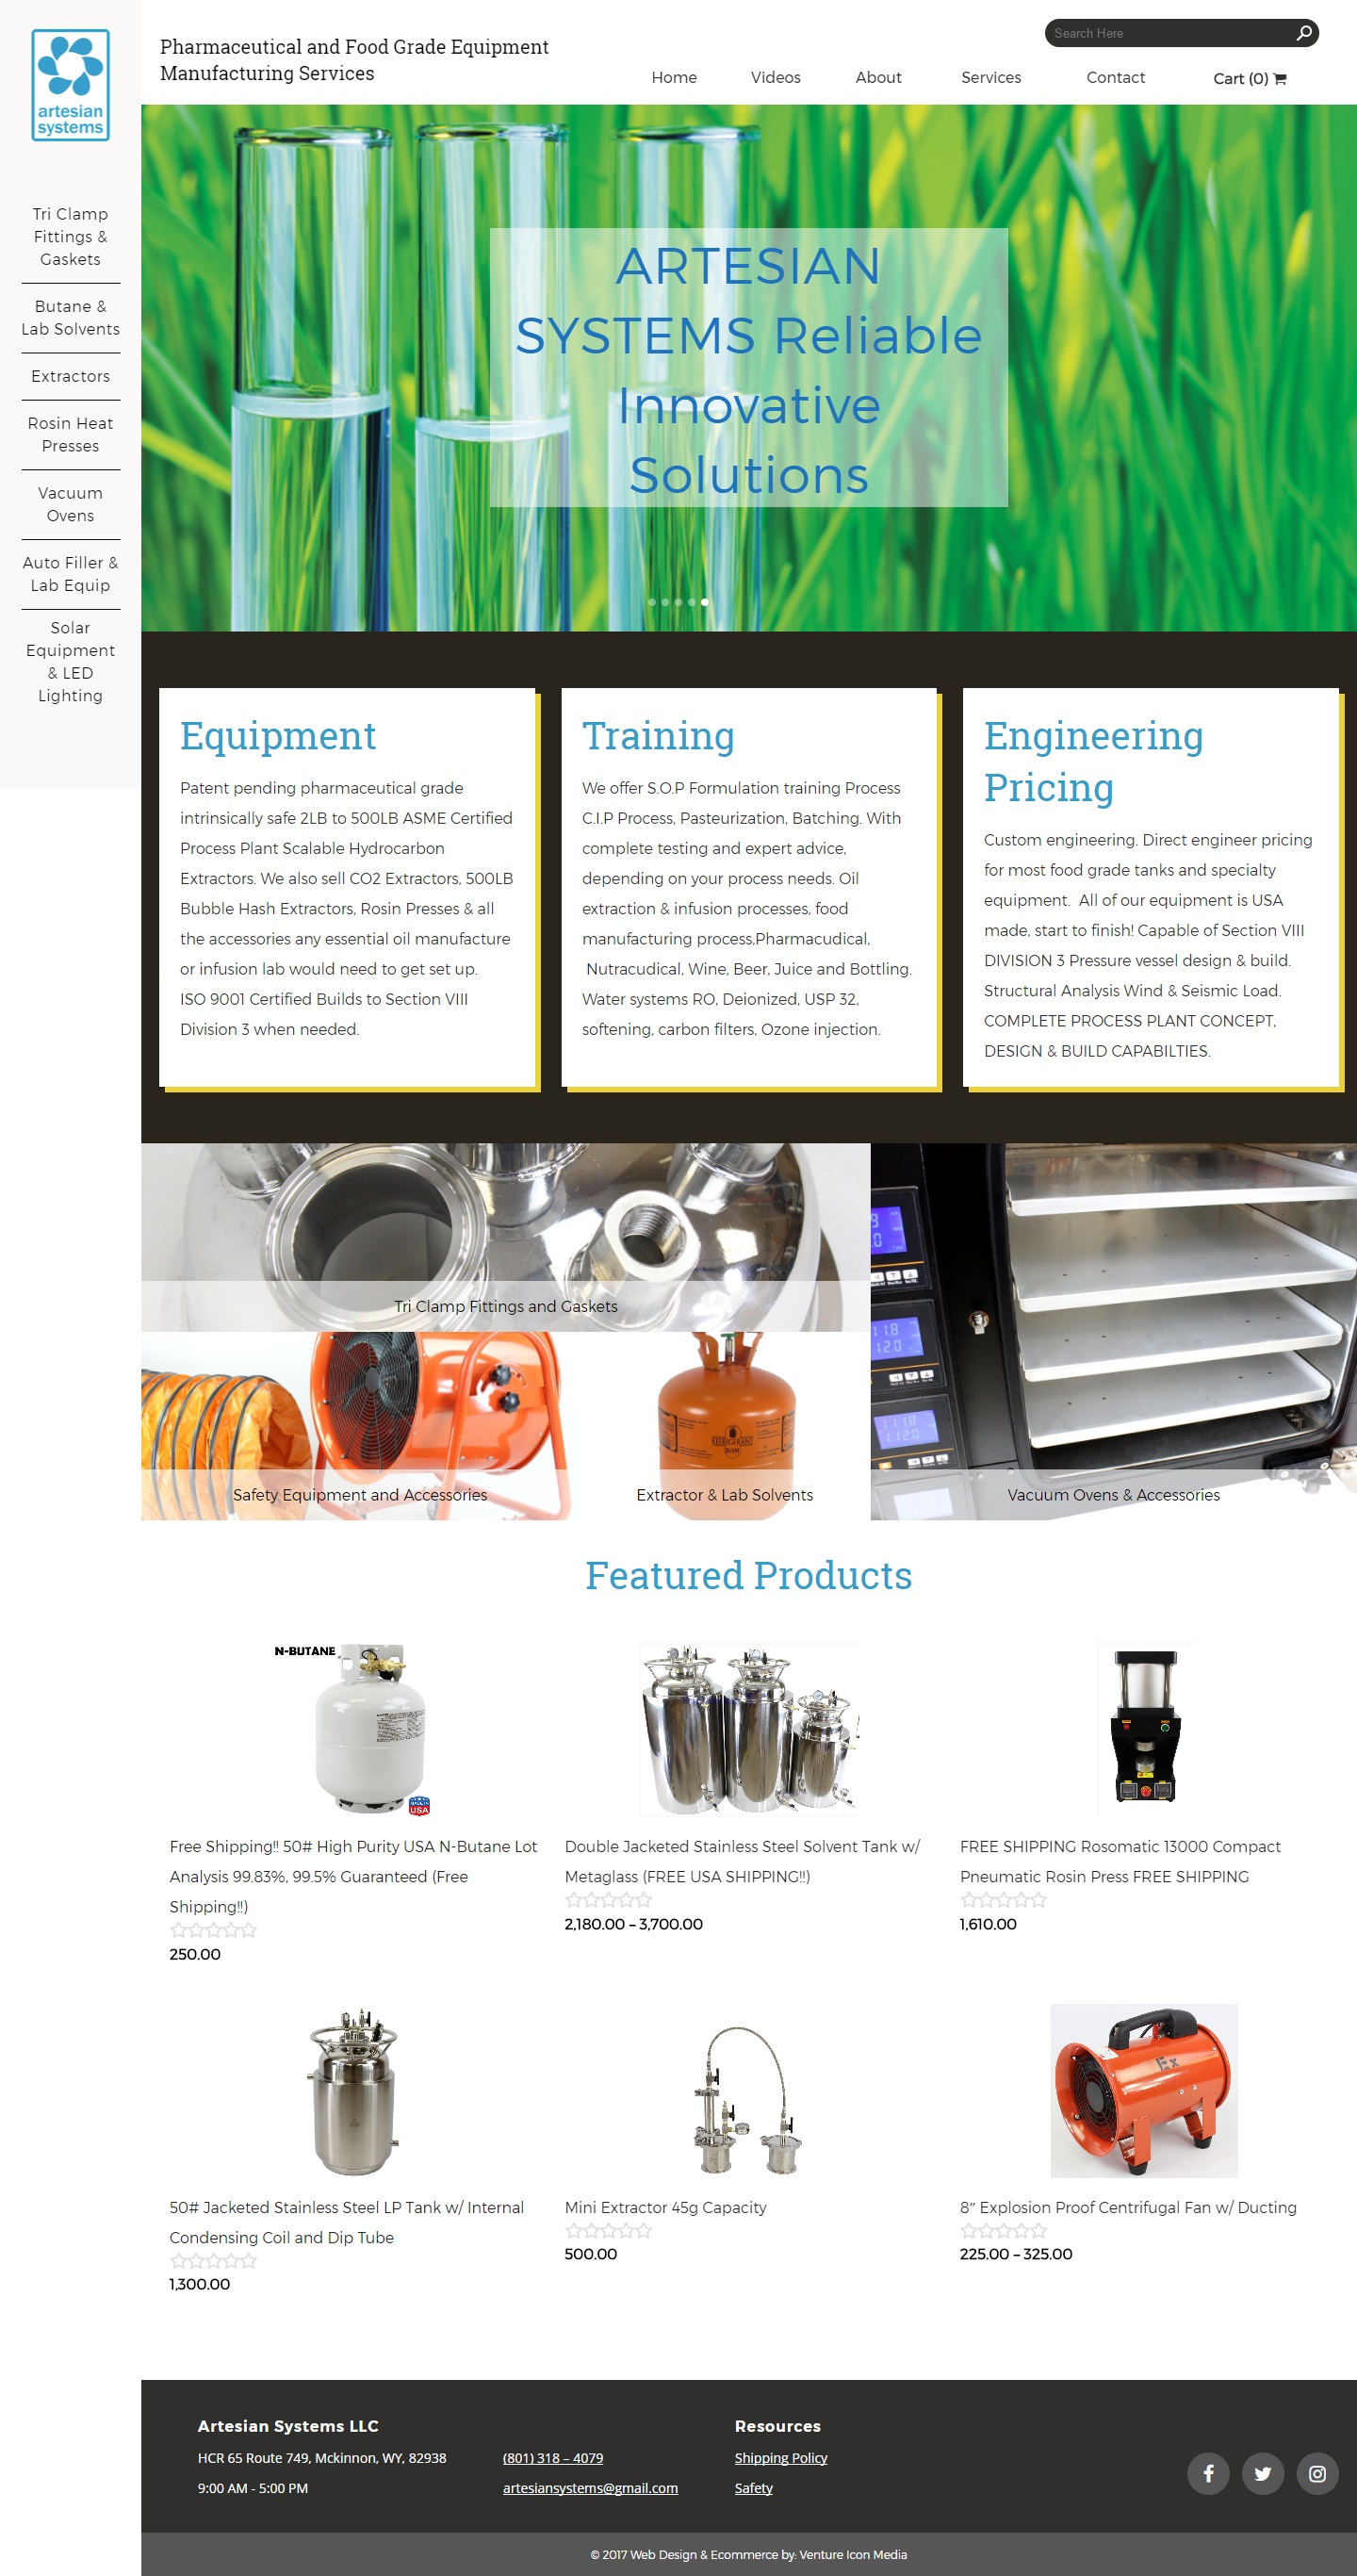 artesian
systems
Pharmaceutical and Food Grade Equipment
Manufacturing Services
Search Here
Home Videos About Services Contact Cart (0)
Tri Clamp
Fittings &
Gaskets
Butane &
Lab Solvents
Extractors
Rosin Heat
Presses
Vacuum
Ovens
Auto Filler &
Lab Equip
Solar
Equipment
& LED
Lighting
ARTESIAN
SYSTEMS Reliable
Innovative
Solutions
Equipment
Patent pending pharmaceutical grade
intrinsically safe 2LB to 500LB ASME Certified
Process Plant Scalable Hydrocarbon
Extractors. We also sell CO2 Extractors, 500LB
Bubble Hash Extractors, Rosin Presses & all
the accessories any essential oil manufacture
or infusion lab would need to get set up.
ISO 9001 Certified Builds to Section VIII
Division 3 when needed.
Training
We offer S.O.P Formulation training Process
C.I.P Process, Pasteurization, Batching. With
complete testing and expert advice,
depending on your process needs. Oil
extraction & infusion processes, food
manufacturing process,Pharmacudical,
Nutracudical, Wine, Beer, Juice and Bottling.
Water systems RO, Deionized, USP 32,
softening, carbon filters, Ozone injection.
Engineering
Pricing
Custom engineering. Direct engineer pricing
for most food grade tanks and specialty
equipment.  All of our equipment is USA
made, start to finish! Capable of Section VIII
DIVISION 3 Pressure vessel design & build.
Structural Analysis Wind & Seismic Load.
COMPLETE PROCESS PLANT CONCEPT,
DESIGN & BUILD CAPABILTIES.
Tri Clamp Fittings and Gaskets
REFRIGERANT
Safety Equipment and Accessories
Extractor & Lab Solvents
Vacuum Ovens & Accessories
Featured Products
N-BUTANE
MADE IN
USA
Free Shipping!! 50# High Purity USA N-Butane Lot
Analysis 99.83%, 99.5% Guaranteed (Free
Shipping!!)
250.00
Double Jacketed Stainless Steel Solvent Tank w/
Metaglass (FREE USA SHIPPING!!)
2,180.00 – 3,700.00
FREE SHIPPING Rosomatic 13000 Compact
Pneumatic Rosin Press FREE SHIPPING
1,610.00
50# Jacketed Stainless Steel LP Tank w/ Internal
Condensing Coil and Dip Tube
1,300.00
Mini Extractor 45g Capacity
500.00
Ex
8″ Explosion Proof Centrifugal Fan w/ Ducting
225.00 – 325.00
Artesian Systems LLC
HCR 65 Route 749, Mckinnon, WY, 82938
9:00 AM - 5:00 PM
(801) 318 – 4079
artesiansystems@gmail.com
Resources
Shipping Policy
Safety
© 2017 Web Design & Ecommerce by: Venture Icon Media